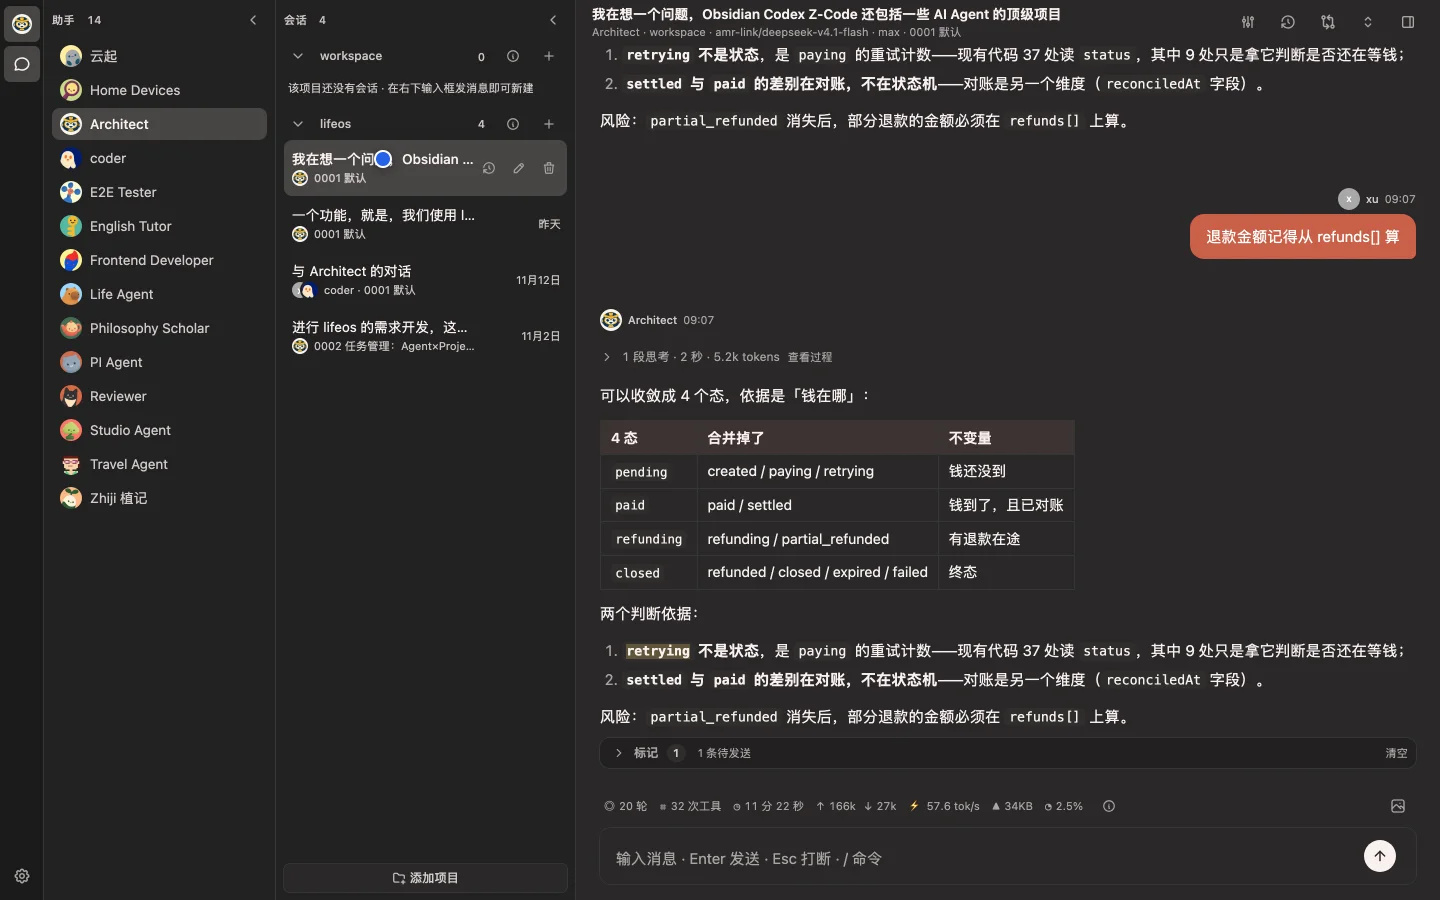 助手 14
云起
Home Devices
Architect
coder
E2E Tester
English Tutor
Frontend Developer
Life Agent
Philosophy Scholar
PI Agent
Reviewer
Studio Agent
Travel Agent
Zhiji 植记
会话 4
workspace 0
该项目还没有会话 · 在右下输入框发消息即可新建
lifeos 4
我在想一个问 Obsidian ...
0001 默认
一个功能，就是，我们使用 l...
0001 默认
昨天
与 Architect 的对话
coder · 0001 默认
11月12日
进行 lifeos 的需求开发，这...
0002 任务管理：Agent×Proje...
11月2日
添加项目
我在想一个问题，Obsidian Codex Z-Code 还包括一些 AI Agent 的顶级项目
Architect · workspace · amr-link/deepseek-v4.1-flash · max · 0001 默认
1. retrying 不是状态，是 paying 的重试计数——现有代码 37 处读 status，其中 9 处只是拿它判断是否还在等钱；
2. settled 与 paid 的差别在对账，不在状态机——对账是另一个维度（reconciledAt 字段）。
风险：partial_refunded 消失后，部分退款的金额必须在 refunds[] 上算。
x xu 09:07
退款金额记得从 refunds[] 算
Architect 09:07
1 段思考 · 2 秒 · 5.2k tokens 查看过程
可以收敛成 4 个态，依据是「钱在哪」：
4 态 合并掉了 不变量
pending created / paying / retrying 钱还没到
paid paid / settled 钱到了，且已对账
refunding refunding / partial_refunded 有退款在途
closed refunded / closed / expired / failed 终态
两个判断依据：
1. retrying 不是状态，是 paying 的重试计数——现有代码 37 处读 status，其中 9 处只是拿它判断是否还在等钱；
2. settled 与 paid 的差别在对账，不在状态机——对账是另一个维度（reconciledAt 字段）。
风险：partial_refunded 消失后，部分退款的金额必须在 refunds[] 上算。
标记 1 1 条待发送 清空
20 轮 32 次工具 11 分 22 秒 ↑ 166k ↓ 27k ⚡ 57.6 tok/s ▲ 34KB 2.5%
输入消息 · Enter 发送 · Esc 打断 · / 命令